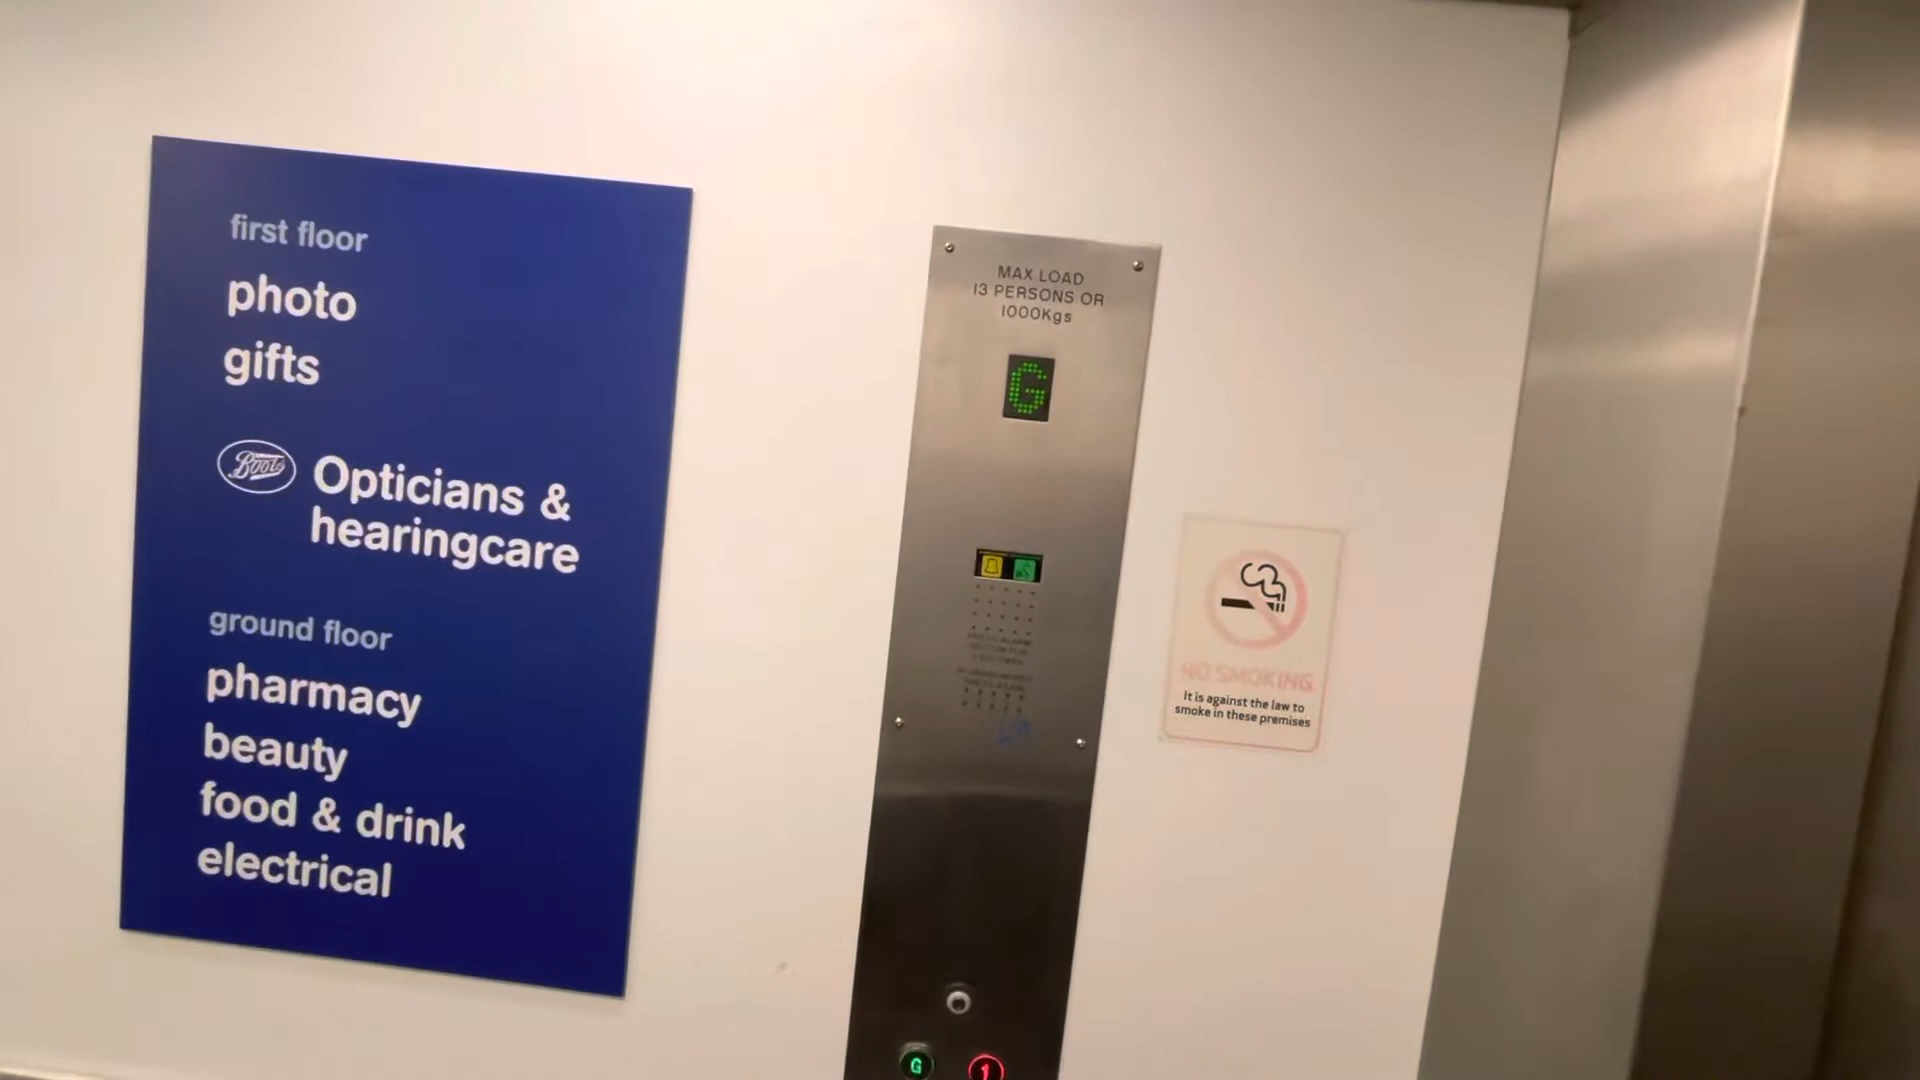 first floor
photo
gifts
Boots
Opticians &
hearingcare
ground floor
pharmacy
beauty
food & drink
electrical
MAX LOAD
13 PERSONS OR
1000Kgs
G
NO SMOKING
It is against the law to
smoke in these premises
G
1